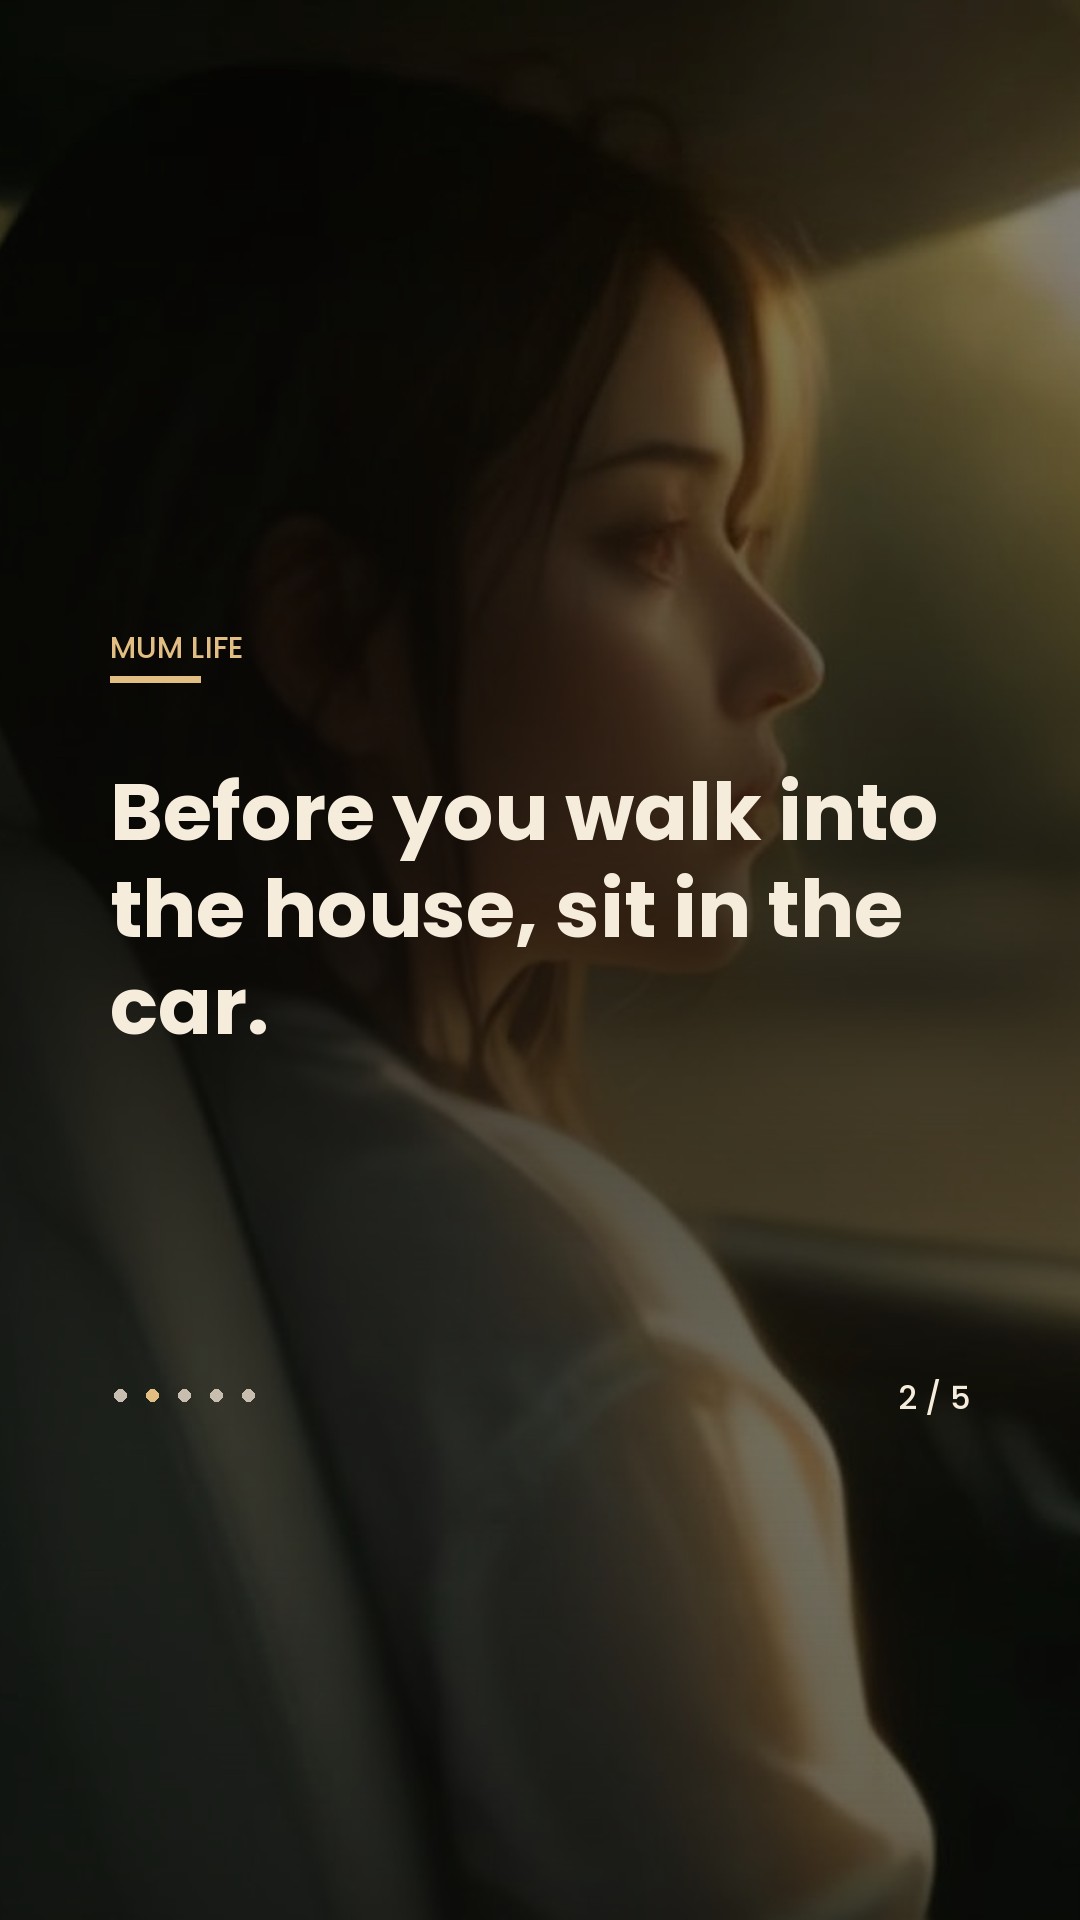 MUM LIFE
Before you walk into
the house, sit in the
car.
2 / 5